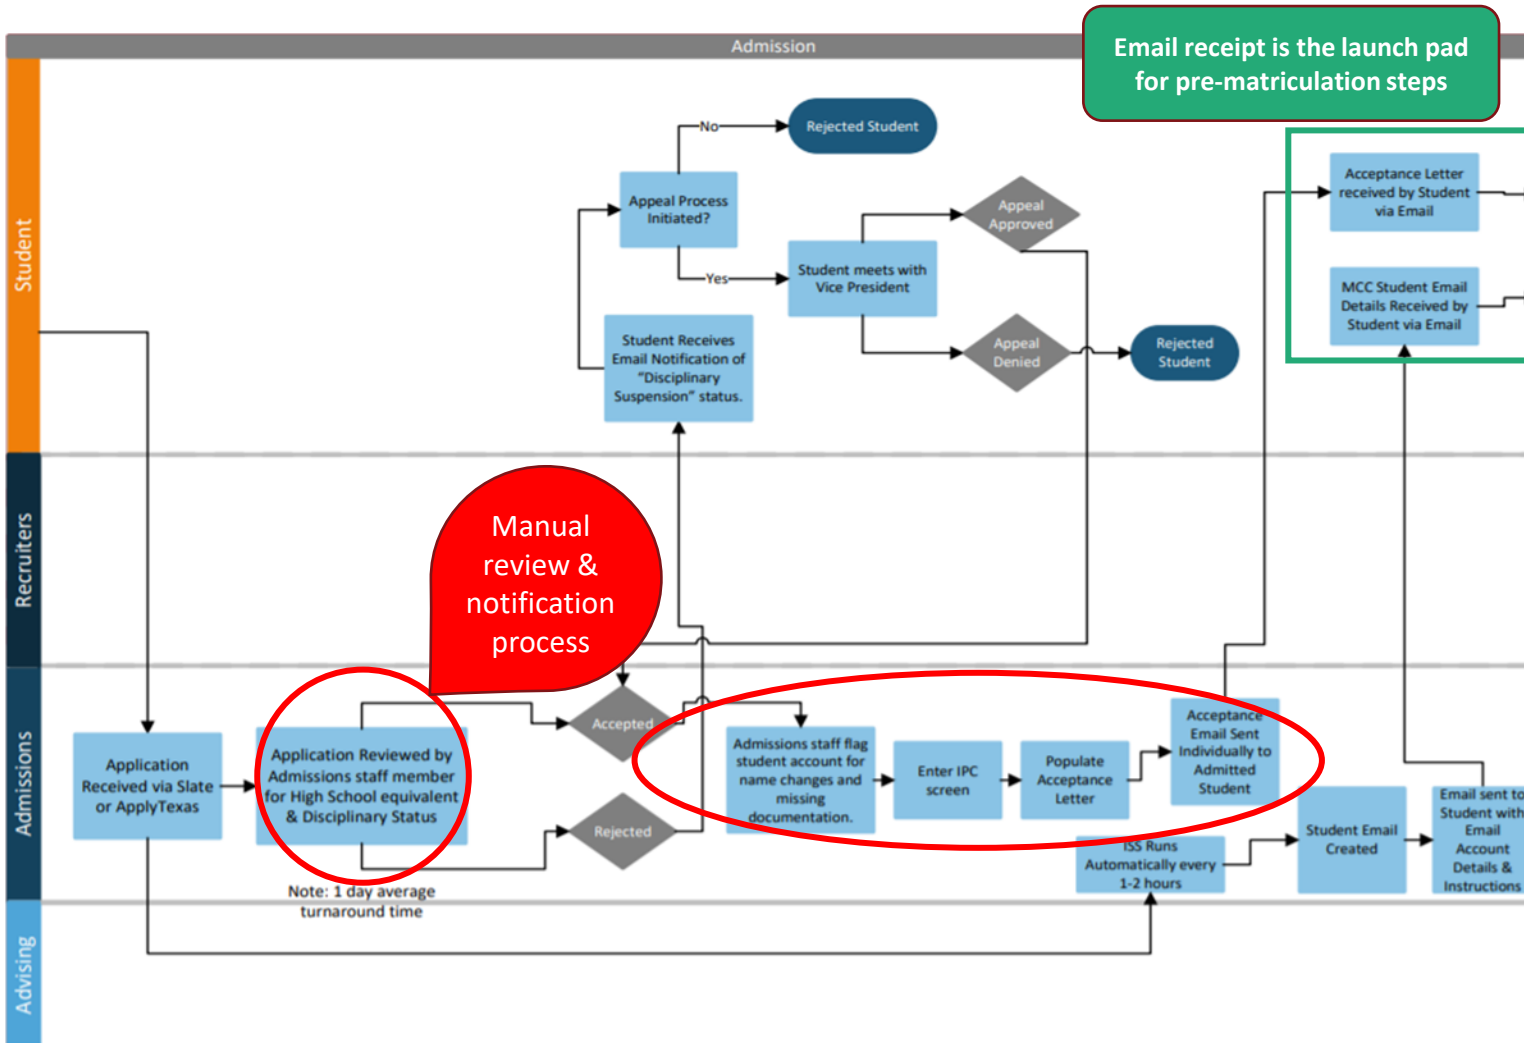 Admission
Email receipt is the launch pad
for pre-matriculation steps
Student
No
Rejected Student
Appeal Process
Initiated?
Yes
Student meets with
Vice President
Appeal
Approved
Appeal
Denied
Rejected
Student
Student Receives
Email Notification of
"Disciplinary
Suspension" status.
Acceptance Letter
received by Student
via Email
MCC Student Email
Details Received by
Student via Email
Recruiters
Manual
review &
notification
process
Admissions
Application
Received via Slate
or ApplyTexas
Application Reviewed by
Admissions staff member
for High School equivalent
& Disciplinary Status
Note: 1 day average
turnaround time
Accepted
Rejected
Admissions staff flag
student account for
name changes and
missing
documentation.
Enter IPC
screen
Populate
Acceptance
Letter
Acceptance
Email Sent
Individually to
Admitted
Student
ISS Runs
Automatically every
1-2 hours
Student Email
Created
Email sent to
Student with
Email
Account
Details &
Instructions
Advising